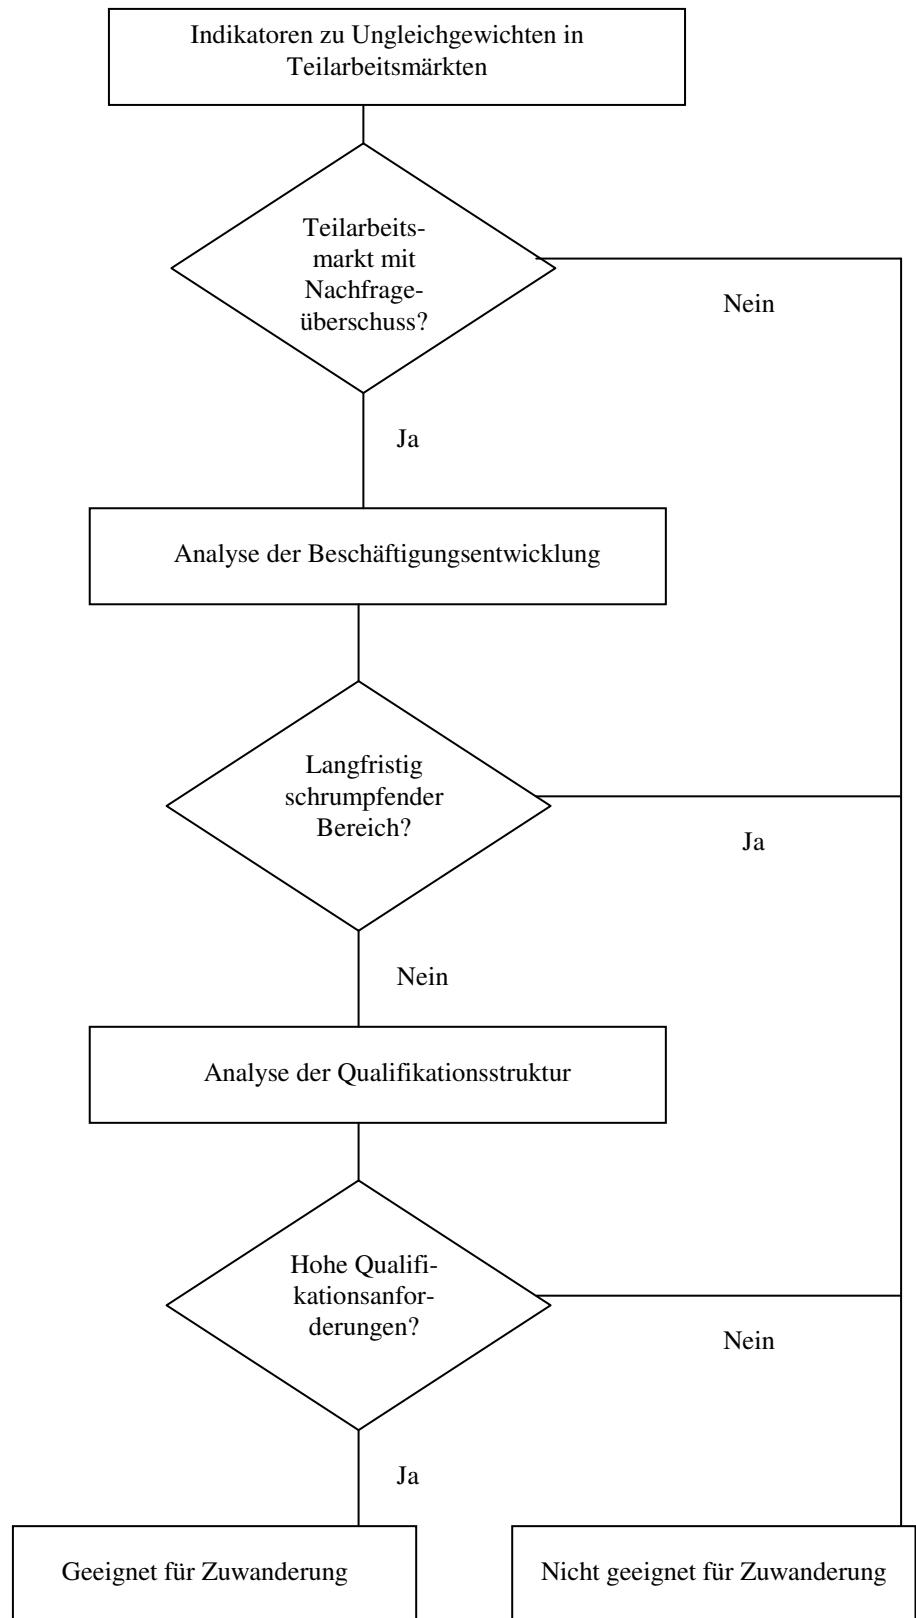 Indikatoren zu Ungleichgewichten in
Teilarbeitsmärkten
Teilarbeits-
markt mit
Nachfrage-
überschuss?
Nein
Ja
Analyse der Beschäftigungsentwicklung
Langfristig
schrumpfender
Bereich?
Ja
Nein
Analyse der Qualifikationsstruktur
Hohe Qualifi-
kationsanfor-
derungen?
Nein
Ja
Geeignet für Zuwanderung
Nicht geeignet für Zuwanderung